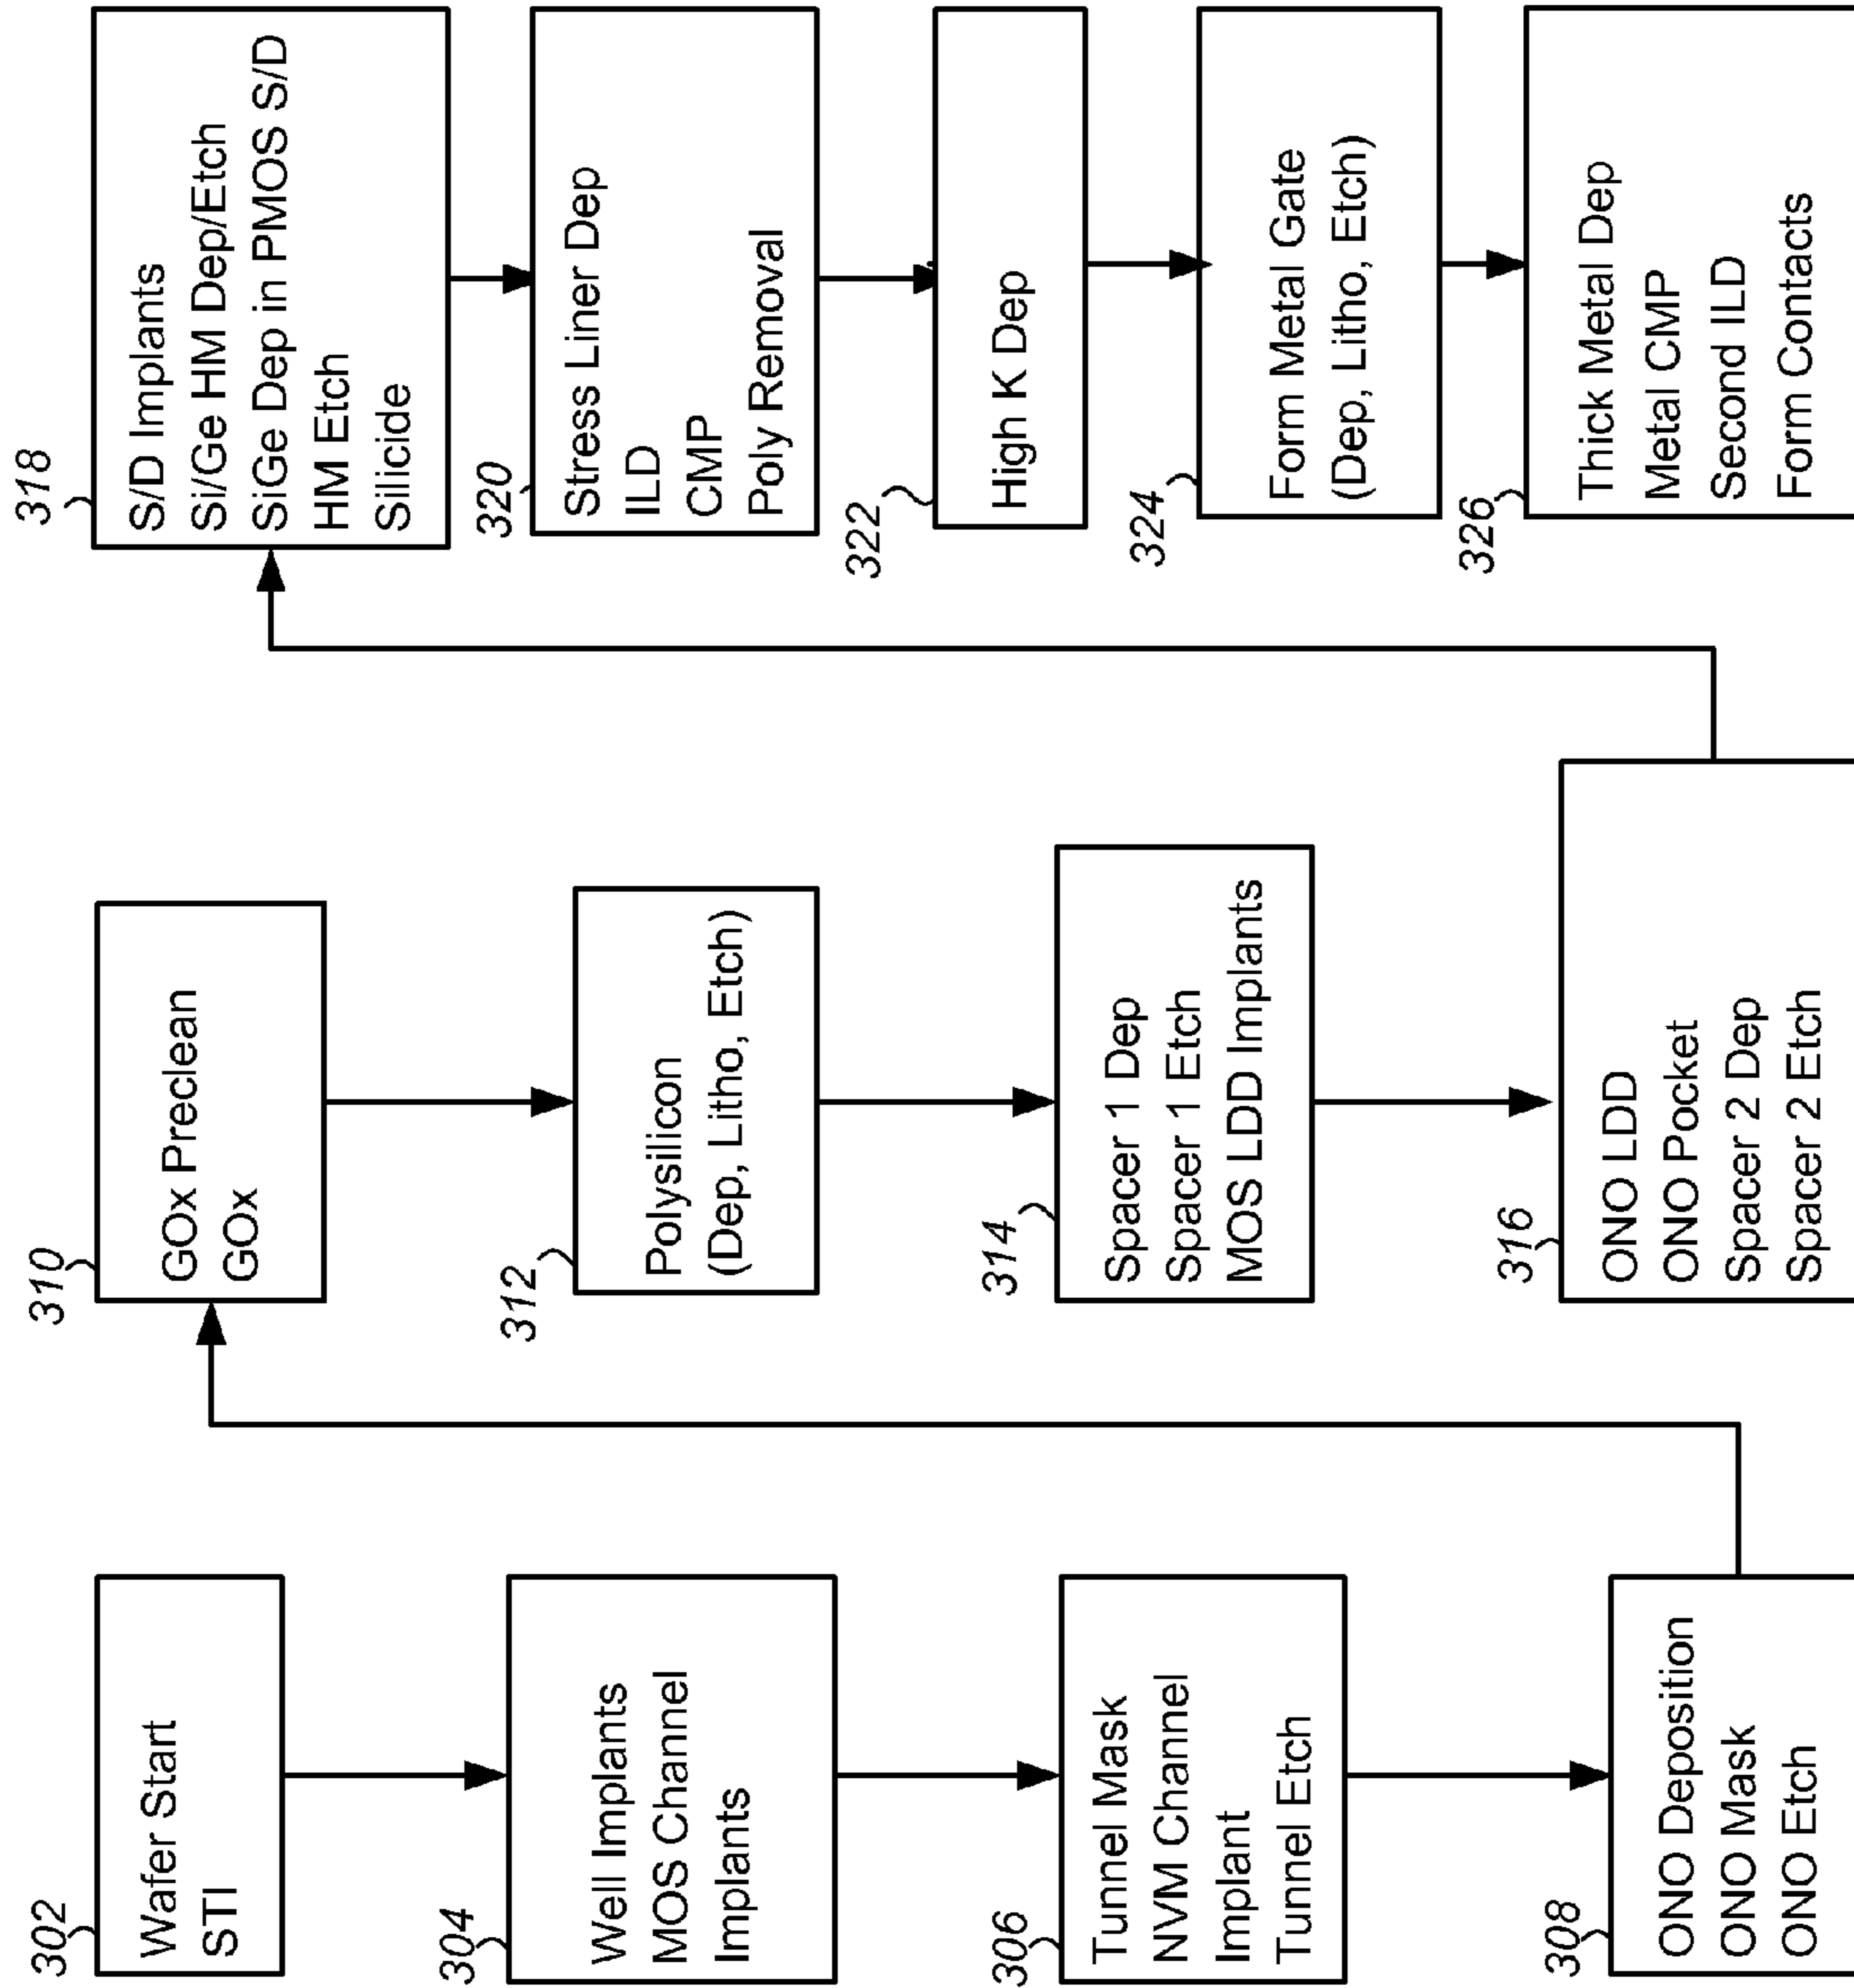 302
Wafer Start
STI
304
Well Implants
MOS Channel
Implants
306
Tunnel Mask
NVM Channel
Implant
Tunnel Etch
308
ONO Deposition
ONO Mask
ONO Etch
310
GOx Preclean
GOx
312
Polysilicon
(Dep, Litho, Etch)
314
Spacer 1 Dep
Spacer 1 Etch
MOS LDD Implants
316
ONO LDD
ONO Pocket
Spacer 2 Dep
Spacer 2 Etch
318
S/D Implants
Si/Ge HM Dep/Etch
SiGe Dep in PMOS S/D
HM Etch
Silicide
320
Stress Liner Dep
ILD
CMP
Poly Removal
322
High K Dep
324
Form Metal Gate
(Dep, Litho, Etch)
326
Thick Metal Dep
Metal CMP
Second ILD
Form Contacts